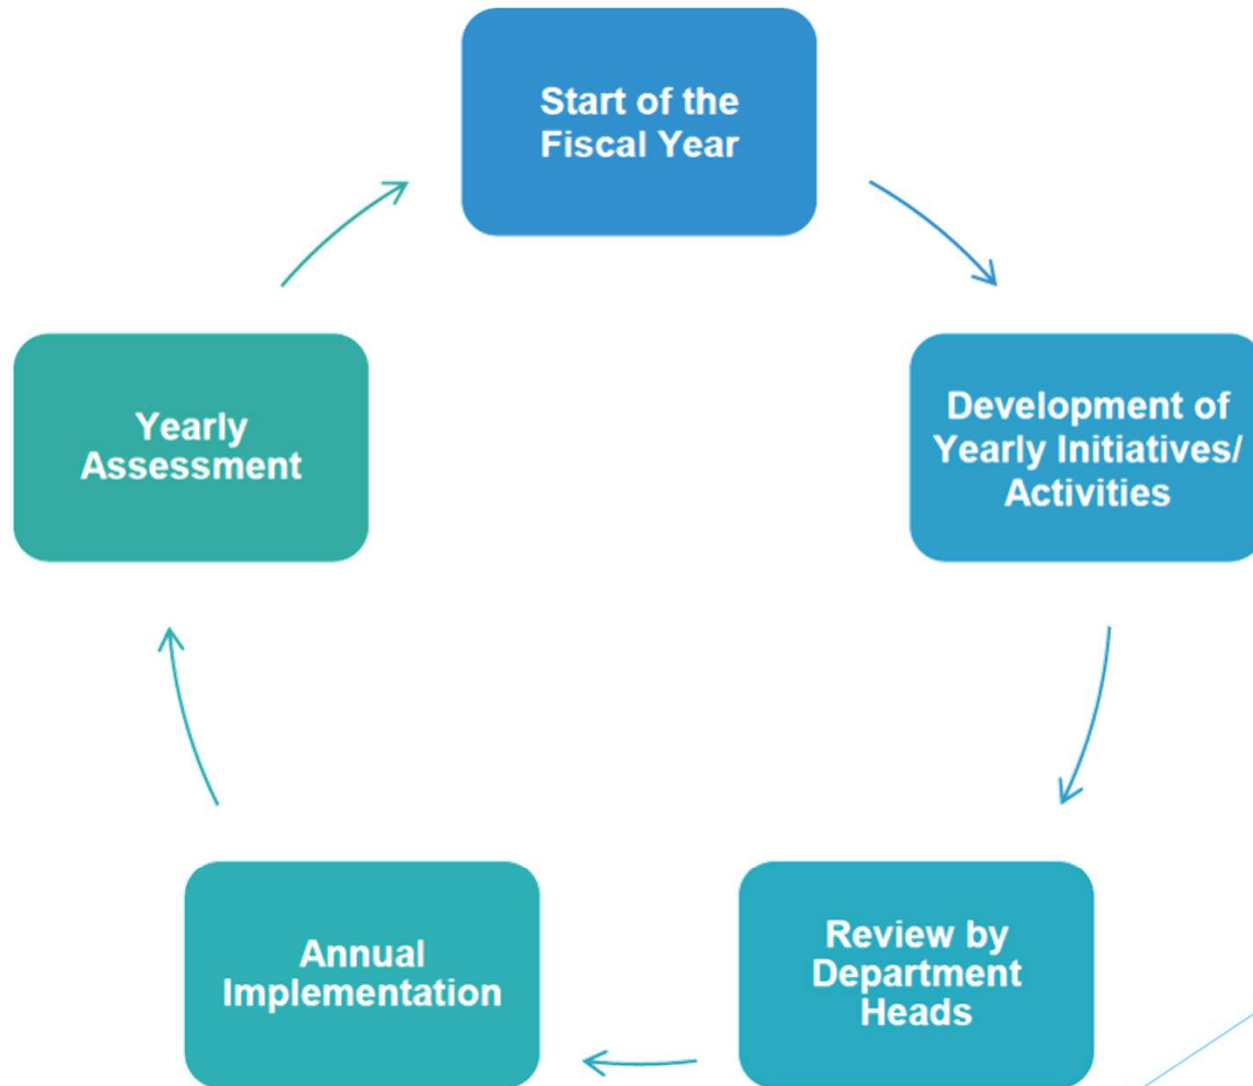 Start of the
Fiscal Year
Development of
Yearly Initiatives/
Activities
Review by
Department
Heads
Annual
Implementation
Yearly
Assessment